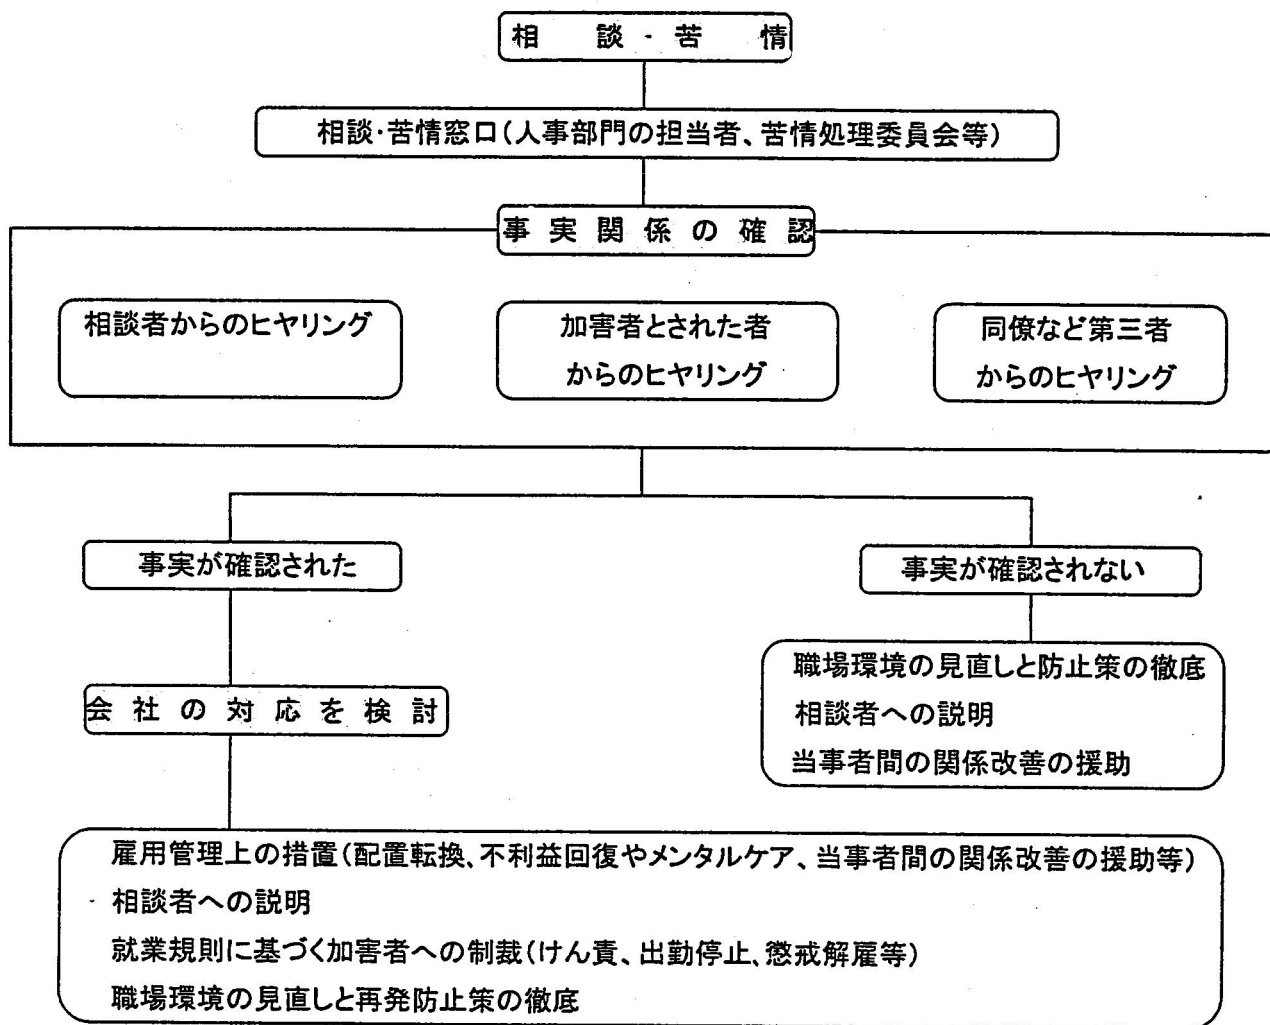 相談・苦情
相談・苦情窓口(人事部門の担当者、苦情処理委員会等)
事実関係の確認
相談者からのヒヤリング
加害者とされた者
からのヒヤリング
同僚など第三者
からのヒヤリング
事実が確認された
事実が確認されない
会社の対応を検討
職場環境の見直しと防止策の徹底
相談者への説明
当事者間の関係改善の援助
雇用管理上の措置(配置転換、不利益回復やメンタルケア、当事者間の関係改善の援助等)
相談者への説明
就業規則に基づく加害者への制裁(けん責、出勤停止、懲戒解雇等)
職場環境の見直しと再発防止策の徹底